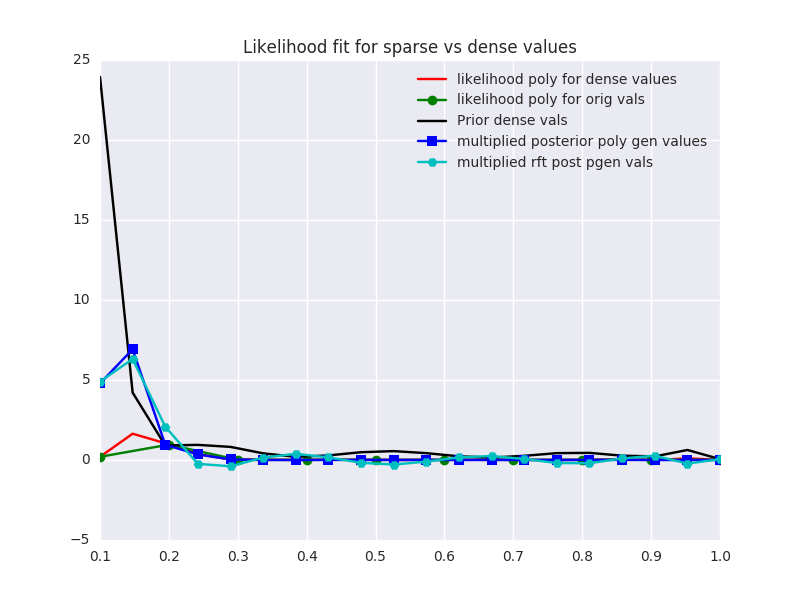 Likelihood fit for sparse vs dense values
25
20
15
10
5
0
−5
0.1
0.2
0.3
0.4
0.5
0.6
0.7
0.8
0.9
1.0
likelihood poly for dense values
likelihood poly for orig vals
Prior dense vals
multiplied posterior poly gen values
multiplied rft post pgen vals